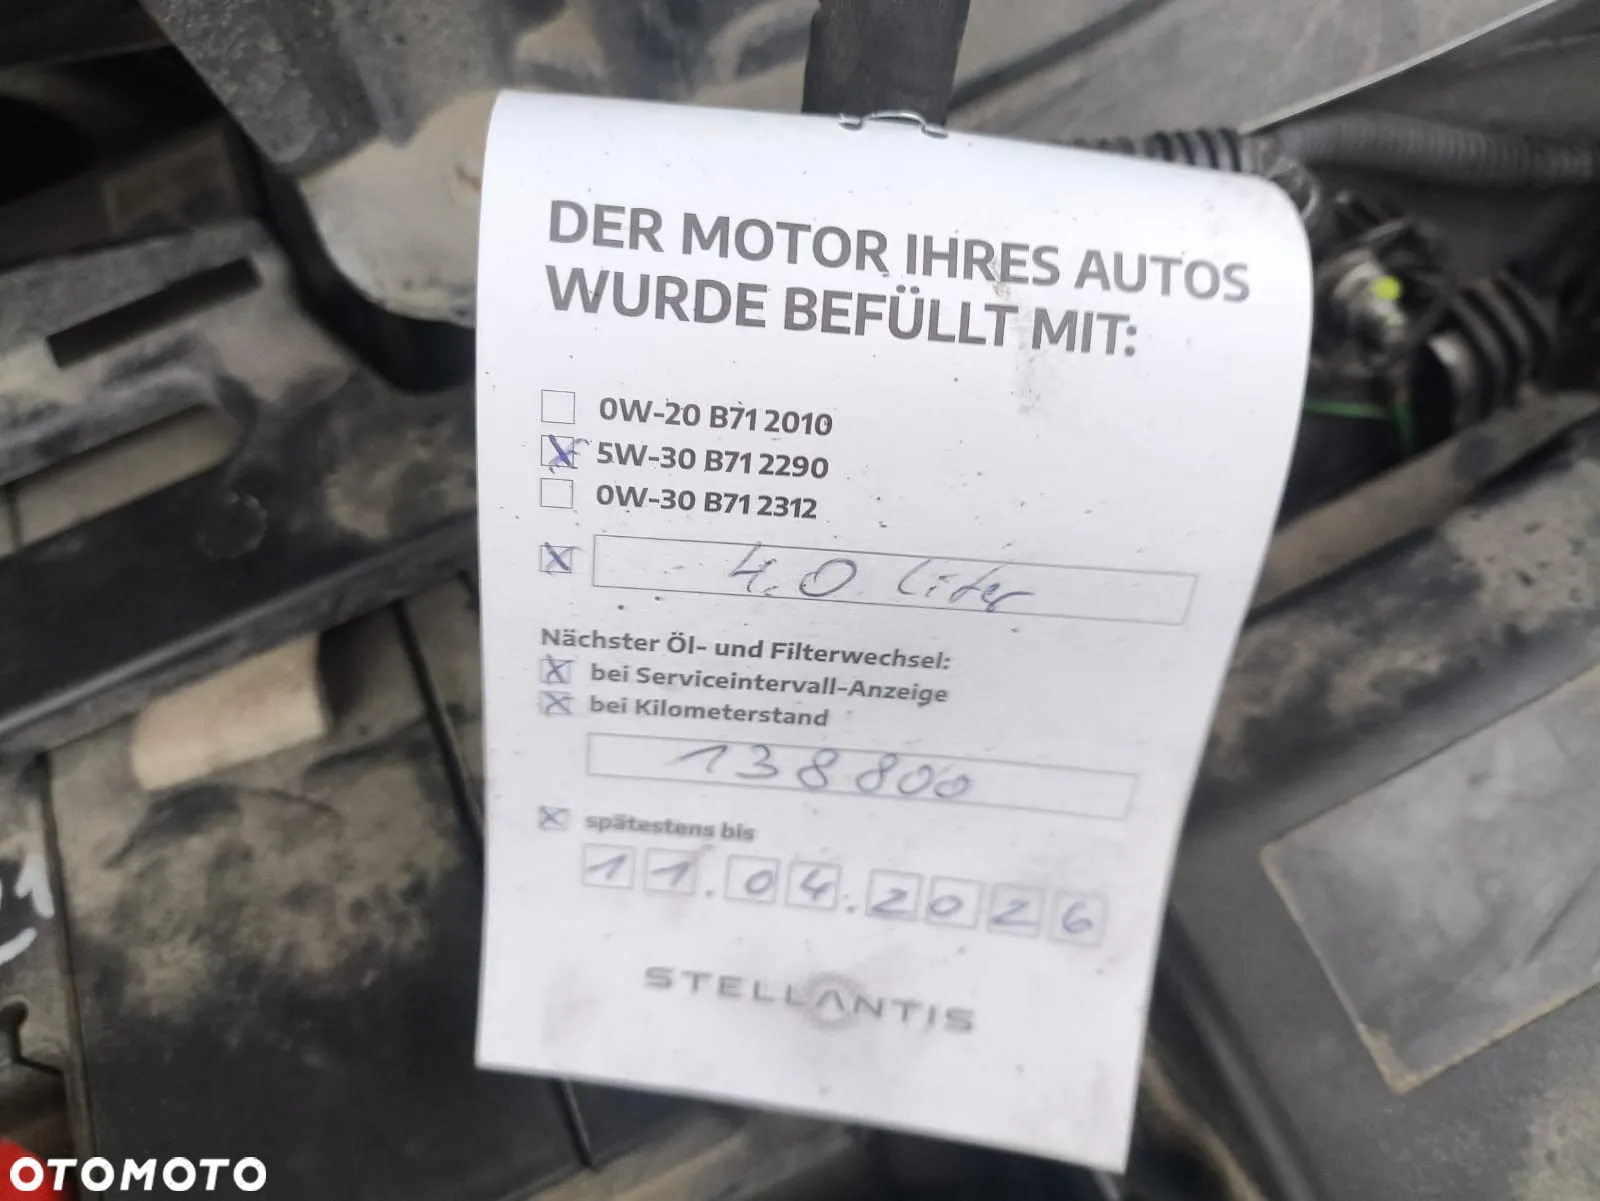 DER MOTOR IHRES AUTOS
WURDE BEFÜLLT MIT:
0W-20 B71 2010
5W-30 B71 2290
0W-30 B71 2312
4.0 Liter
Nächster Öl- und Filterwechsel:
bei Serviceintervall-Anzeige
bei Kilometerstand
138800
spätestens bis
11.04.2026
STELLANTIS
OTOMOTO